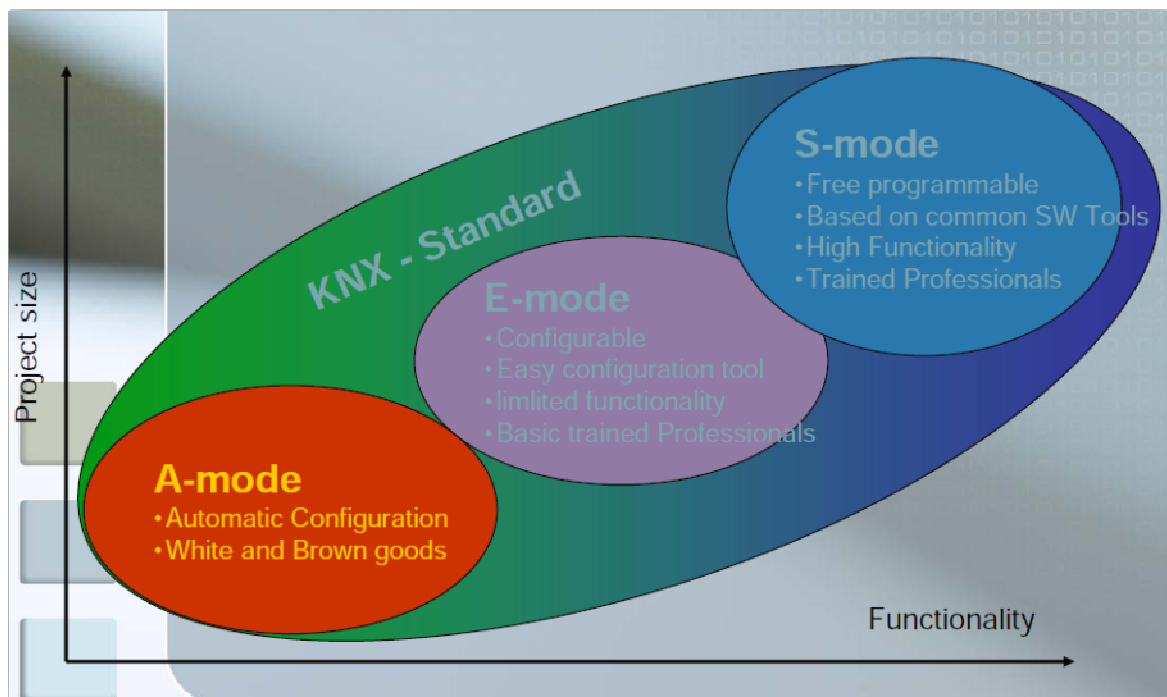 KNX - Standard
S-mode
• Free programmable
• Based on common SW Tools
• High Functionality
• Trained Professionals
E-mode
• Configurable
• Easy configuration tool
• limlited functionality
• Basic trained Professionals
A-mode
• Automatic Configuration
• White and Brown goods
Project size
Functionality